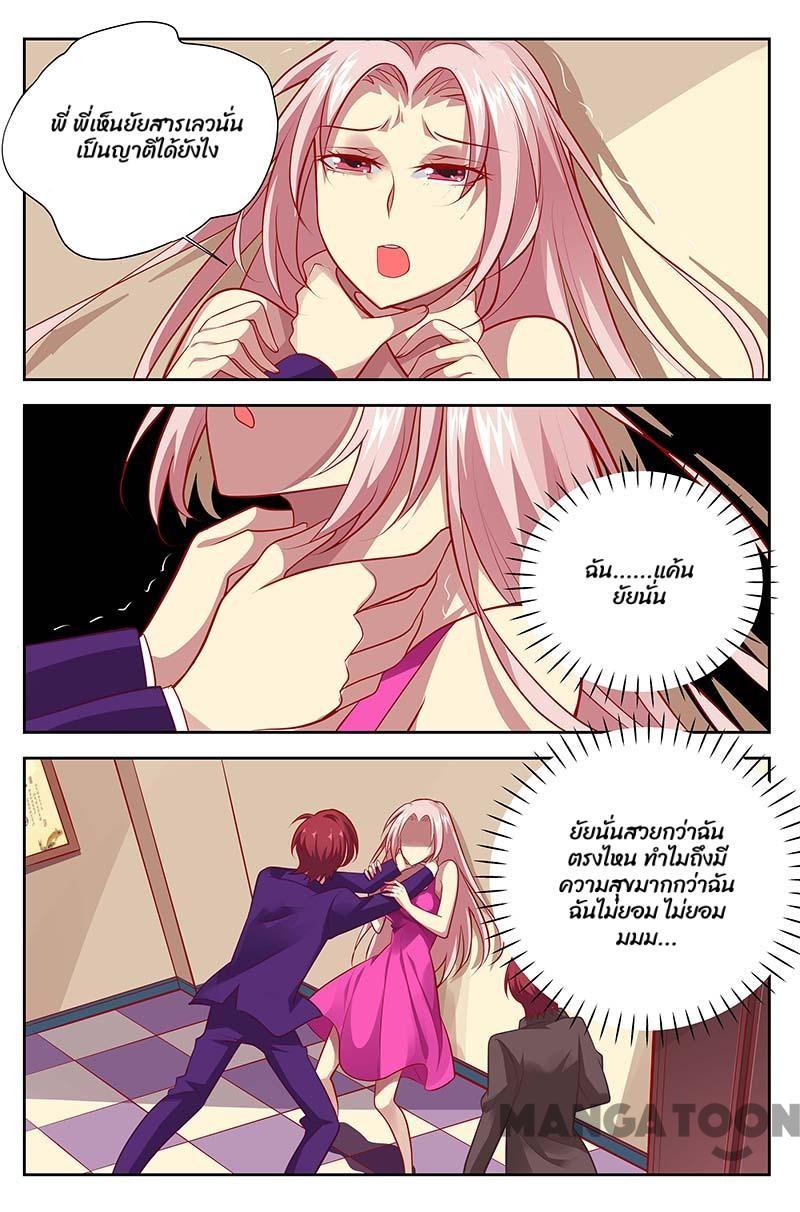 พี่ พี่เห็นยัยสารเลวนั่น
เป็นญาติได้ยังไง
ฉัน......แค้น
ยัยนั่น
ยัยนั่นสวยกว่าฉัน
ตรงไหน ทำไมถึงมี
ความสุขมากกว่าฉัน
ฉันไม่ยอม ไม่ยอม
มมม...
MANGATOON